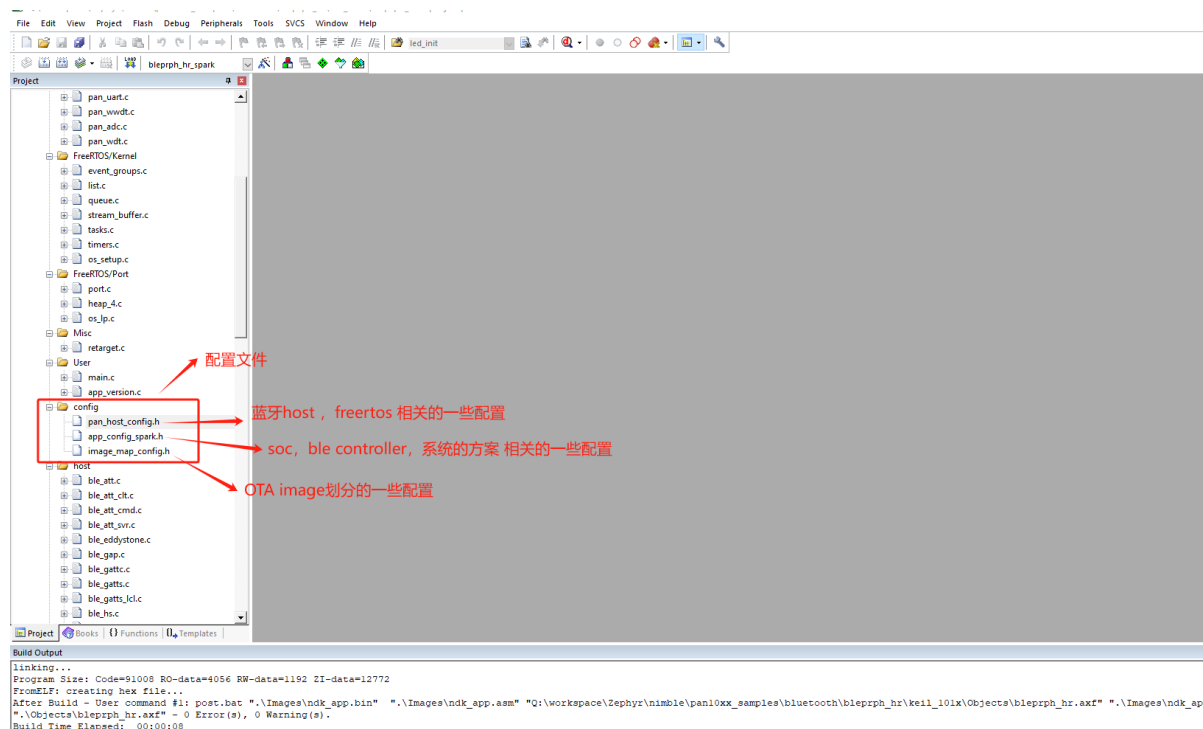 File Edit View Project Flash Debug Peripherals Tools SVCS Window Help
led_init
bleprph_hr_spark
Project
pan_uart.c
pan_wwdt.c
pan_adc.c
pan_wdt.c
FreeRTOS/Kernel
event_groups.c
list.c
queue.c
stream_buffer.c
tasks.c
timers.c
os_setup.c
FreeRTOS/Port
port.c
heap_4.c
os_lp.c
Misc
retarget.c
User
配置文件
main.c
app_version.c
config
pan_host_config.h
蓝牙host ，freertos 相关的一些配置
app_config_spark.h
soc，ble controller，系统的方案 相关的一些配置
image_map_config.h
host
ble_att.c
ble_att_clt.c
OTA image划分的一些配置
ble_att_cmd.c
ble_att_svr.c
ble_eddystone.c
ble_gap.c
ble_gattc.c
ble_gatts.c
ble_gatts_lcl.c
ble_hs.c
Project Books {} Functions Templates
Build Output
linking...
Program Size: Code=91008 RO-data=4056 RW-data=1192 ZI-data=12772
FromELF: creating hex file...
After Build - User command #1: post.bat ".\Images\ndk_app.bin" ".\Images\ndk_app.asm" "Q:\workspace\Zephyr\nimble\pan10xx_samples\bluetooth\bleprph_hr\keil_101x\Objects\bleprph_hr.axf" ".\Images\ndk_ap
".\Objects\bleprph_hr.axf" - 0 Error(s), 0 Warning(s).
Build Time Elapsed: 00:00:08